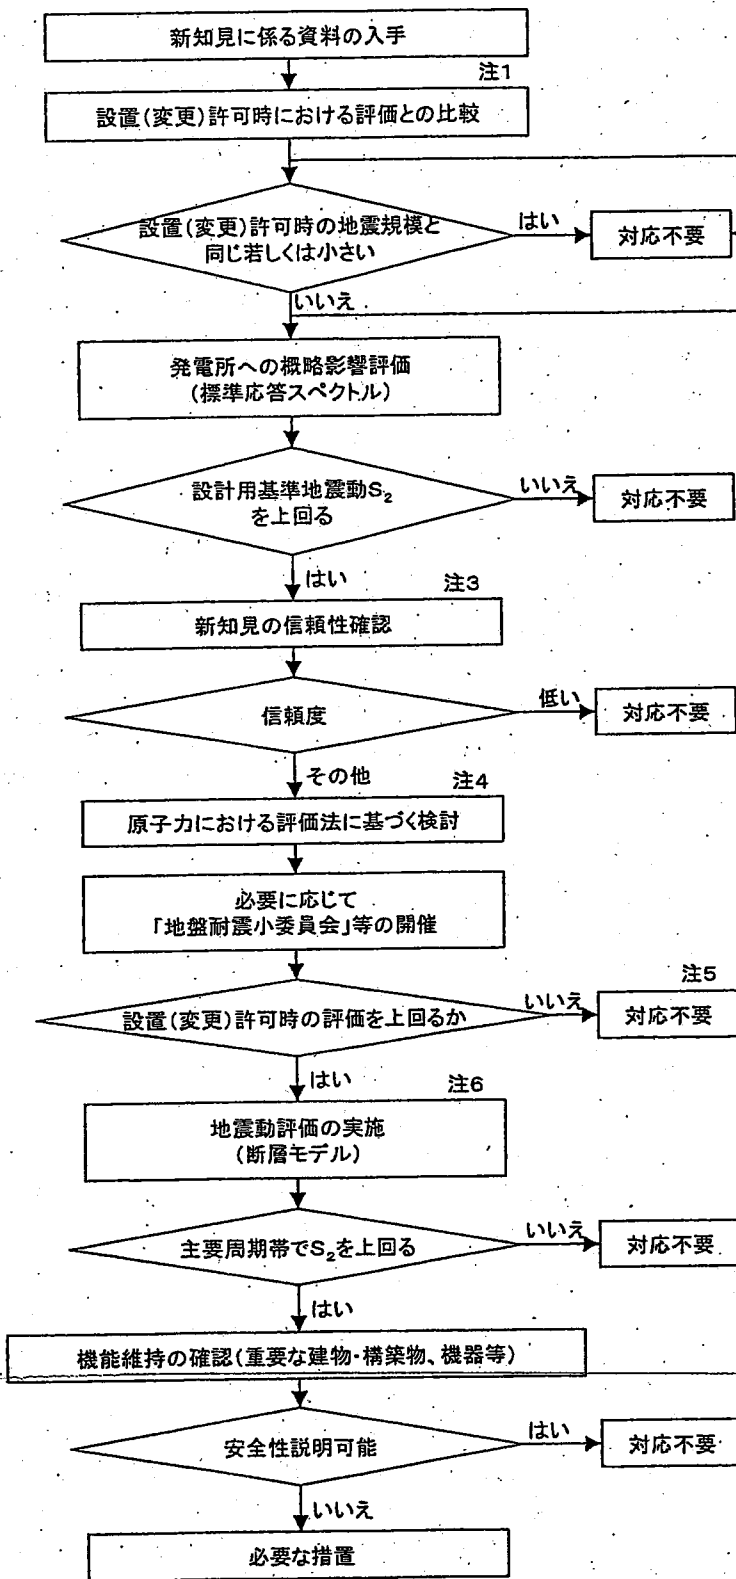 新知見に係る資料の入手
注1
設置(変更)許可時における評価との比較
設置(変更)許可時の地震規模と
同じ若しくは小さい
はい
対応不要
いいえ
発電所への概略影響評価
(標準応答スペクトル)
設計用基準地震動S₂
を上回る
いいえ
対応不要
はい
注3
新知見の信頼性確認
信頼度
低い
対応不要
その他
注4
原子力における評価法に基づく検討
必要に応じて
「地盤耐震小委員会」等の開催
注5
設置(変更)許可時の評価を上回るか
いいえ
対応不要
はい
注6
地震動評価の実施
(断層モデル)
主要周期帯でS₂を上回る
いいえ
対応不要
はい
機能維持の確認(重要な建物・構築物、機器等)
安全性説明可能
はい
対応不要
いいえ
必要な措置